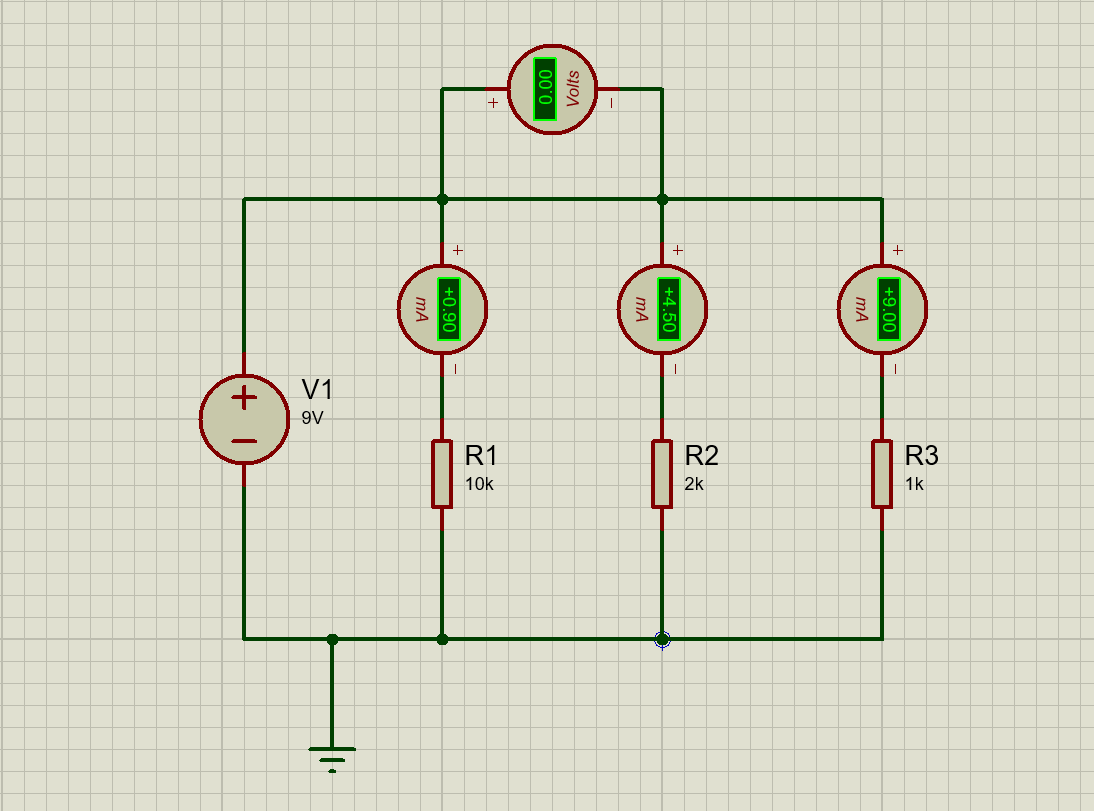 0.00
Volts
+
-
+
+
+
mA
+0.90
mA
+4.50
mA
+9.00
-
-
-
V1
9V
R1
10k
R2
2k
R3
1k